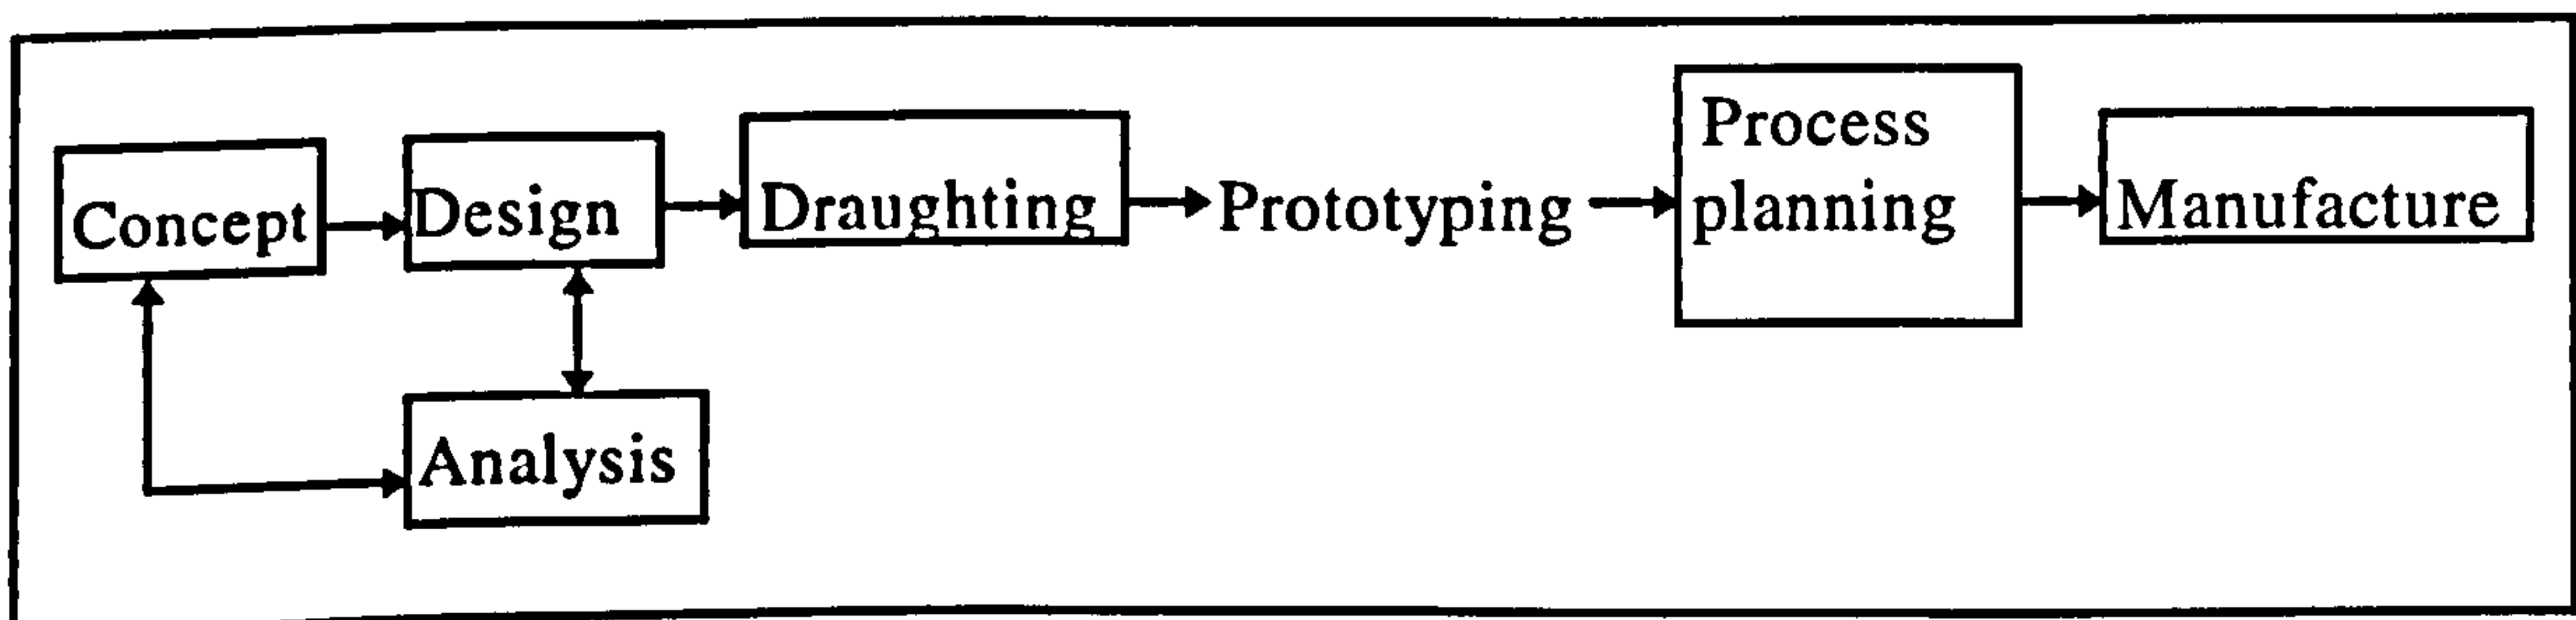 Concept
Design
Draughting
Prototyping
Process
planning
Manufacture
Analysis